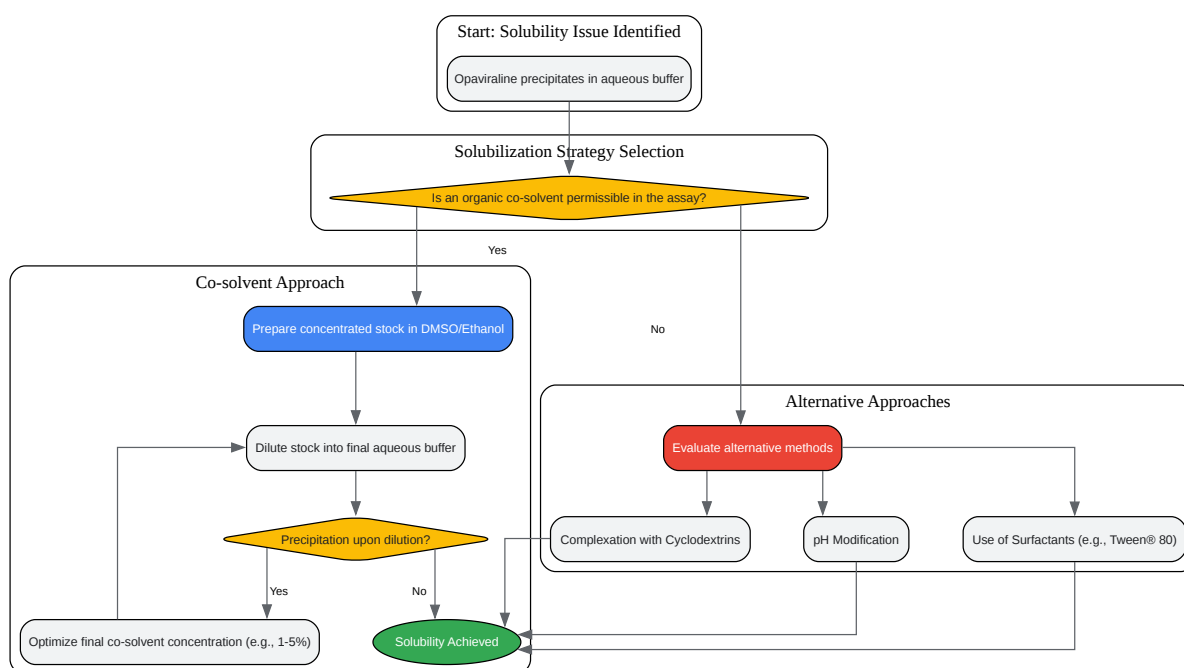 Start: Solubility Issue Identified
Opaviraline precipitates in aqueous buffer
Solubilization Strategy Selection
Is an organic co-solvent permissible in the assay?
Yes
Co-solvent Approach
Prepare concentrated stock in DMSO/Ethanol
No
Alternative Approaches
Dilute stock into final aqueous buffer
Evaluate alternative methods
Precipitation upon dilution?
Complexation with Cyclodextrins
pH Modification
Use of Surfactants (e.g., Tween® 80)
Yes
No
Optimize final co-solvent concentration (e.g., 1-5%)
Solubility Achieved